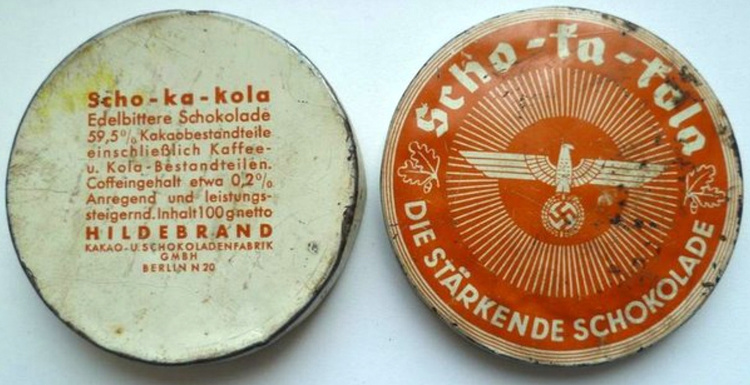 Scho-ka-kola
Edelbittere Schokolade
59,5% Kakaobestandteile
einschließlich Kaffee-
u. Kola-Bestandteilen.
Coffeingehalt etwa 0,2%
Anregend und leistungs-
steigernd. Inhalt 100 g netto
HILDEBRAND
KAKAO- U. SCHOKOLADENFABRIK
GMBH
BERLIN N 20
Scho-ka-kola
DIE STÄRKENDE SCHOKOLADE